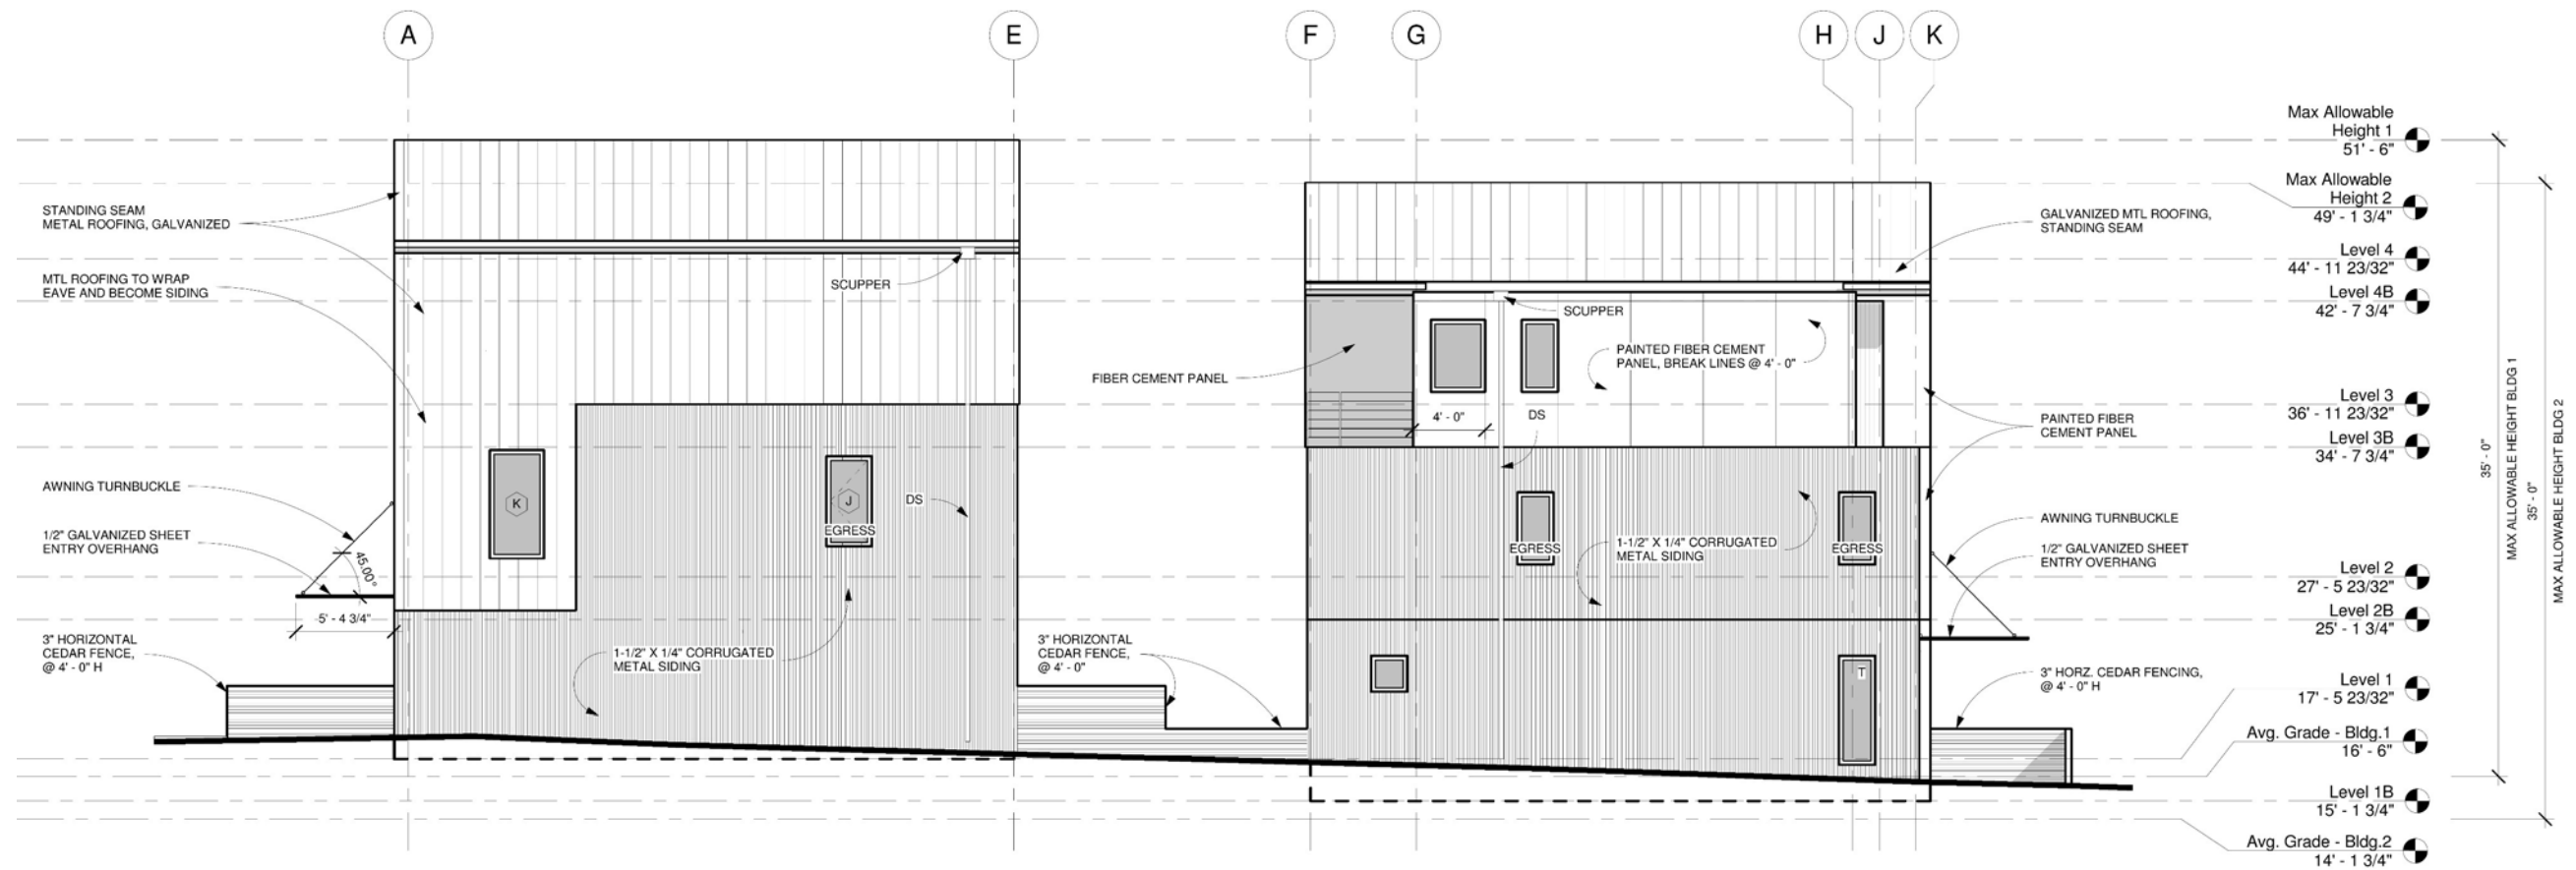 A
E
F
G
H
J
K
STANDING SEAM
METAL ROOFING, GALVANIZED
MTL ROOFING TO WRAP
EAVE AND BECOME SIDING
AWNING TURNBUCKLE
1/2" GALVANIZED SHEET
ENTRY OVERHANG
45.00°
5' - 4 3/4"
3" HORIZONTAL
CEDAR FENCE,
@ 4' - 0" H
K
J
EGRESS
SCUPPER
DS
1-1/2" X 1/4" CORRUGATED
METAL SIDING
3" HORIZONTAL
CEDAR FENCE,
@ 4' - 0"
FIBER CEMENT PANEL
4' - 0"
DS
SCUPPER
PAINTED FIBER CEMENT
PANEL, BREAK LINES @ 4' - 0"
EGRESS
1-1/2" X 1/4" CORRUGATED
METAL SIDING
EGRESS
T
GALVANIZED MTL ROOFING,
STANDING SEAM
PAINTED FIBER
CEMENT PANEL
AWNING TURNBUCKLE
1/2" GALVANIZED SHEET
ENTRY OVERHANG
3" HORZ. CEDAR FENCING,
@ 4' - 0" H
Max Allowable
Height 1
51' - 6"
Max Allowable
Height 2
49' - 1 3/4"
Level 4
44' - 11 23/32"
Level 4B
42' - 7 3/4"
Level 3
36' - 11 23/32"
Level 3B
34' - 7 3/4"
Level 2
27' - 5 23/32"
Level 2B
25' - 1 3/4"
Level 1
17' - 5 23/32"
Avg. Grade - Bldg.1
16' - 6"
Level 1B
15' - 1 3/4"
Avg. Grade - Bldg.2
14' - 1 3/4"
35' - 0"
MAX ALLOWABLE HEIGHT BLDG 1
35' - 0"
MAX ALLOWABLE HEIGHT BLDG 2